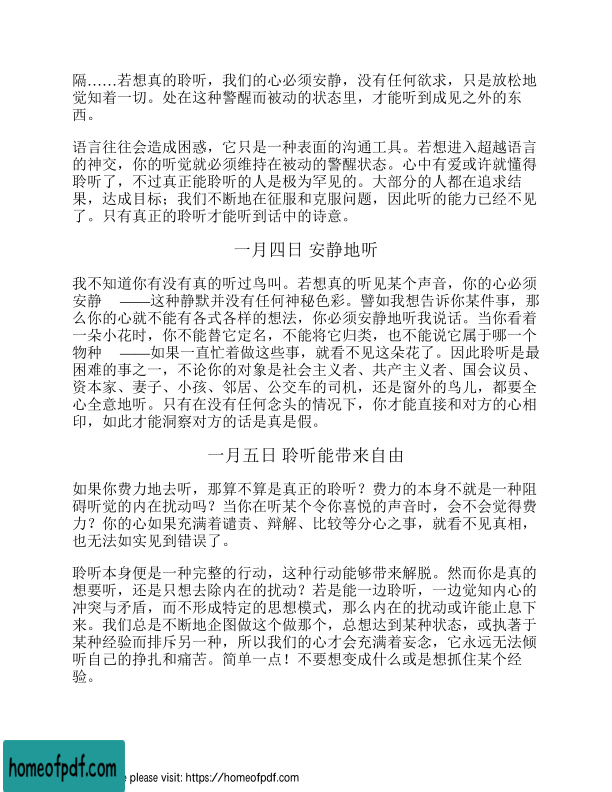 隔……若想真的聆听，我们的心必须安静，没有任何欲求，只是放松地
觉知着一切。处在这种警醒而被动的状态里，才能听到成见之外的东
西。
语言往往会造成困惑，它只是一种表面的沟通工具。若想进入超越语言
的神交，你的听觉就必须维持在被动的警醒状态。心中有爱或许就懂得
聆听了，不过真正能聆听的人是极为罕见的。大部分的人都在追求结
果，达成目标；我们不断地在征服和克服问题，因此听的能力已经不见
了。只有真正的聆听才能听到话中的诗意。
一月四日 安静地听
我不知道你有没有真的听过鸟叫。若想真的听见某个声音，你的心必须
安静 ——这种静默并没有任何神秘色彩。譬如我想告诉你某件事，那
么你的心就不能有各式各样的想法，你必须安静地听我说话。当你看着
一朵小花时，你不能替它定名，不能将它归类，也不能说它属于哪一个
物种 ——如果一直忙着做这些事，就看不见这朵花了。因此聆听是最
困难的事之一，不论你的对象是社会主义者、共产主义者、国会议员、
资本家、妻子、小孩、邻居、公交车的司机，还是窗外的鸟儿，都要全
心全意地听。只有在没有任何念头的情况下，你才能直接和对方的心相
印，如此才能洞察对方的话是真是假。
一月五日 聆听能带来自由
如果你费力地去听，那算不算是真正的聆听？费力的本身不就是一种阻
碍听觉的内在扰动吗？当你在听某个令你喜悦的声音时，会不会觉得费
力？你的心如果充满着谴责、辩解、比较等分心之事，就看不见真相，
也无法如实见到错误了。
聆听本身便是一种完整的行动，这种行动能够带来解脱。然而你是真的
想要听，还是只想去除内在的扰动？若是能一边聆听，一边觉知内心的
冲突与矛盾，而不形成特定的思想模式，那么内在的扰动或许能止息下
来。我们总是不断地企图做这个做那个，总想达到某种状态，或执著于
某种经验而排斥另一种，所以我们的心才会充满着妄念，它永远无法倾
听自己的挣扎和痛苦。简单一点！不要想变成什么或是想抓住某个经
验。
homeofpdf.com
please visit: https://homeofpdf.com